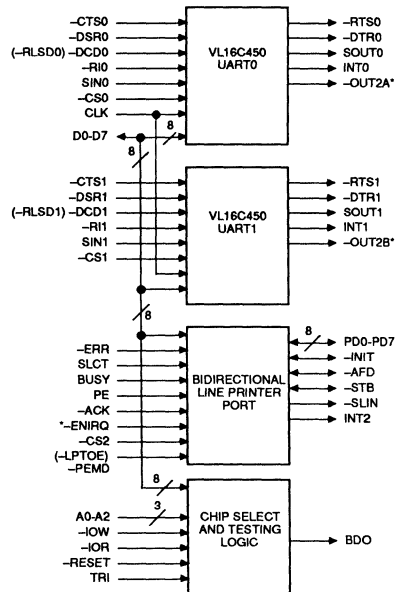 –CTS0
–DSR0
(–RLSD0) –DCD0
–RI0
SIN0
–CS0
CLK
D0-D7
8
8
VL16C450
UART0
–RTS0
–DTR0
SOUT0
INT0
–OUT2A*
–CTS1
–DSR1
(–RLSD1) –DCD1
–RI1
SIN1
–CS1
8
VL16C450
UART1
–RTS1
–DTR1
SOUT1
INT1
–OUT2B*
–ERR
SLCT
BUSY
PE
–ACK
*–ENIRQ
–CS2
(–LPTOE)
–PEMD
BIDIRECTIONAL
LINE PRINTER
PORT
8
PD0-PD7
–INIT
–AFD
–STB
–SLIN
INT2
8
3
A0-A2
–IOW
–IOR
–RESET
TRI
CHIP SELECT
AND TESTING
LOGIC
BDO